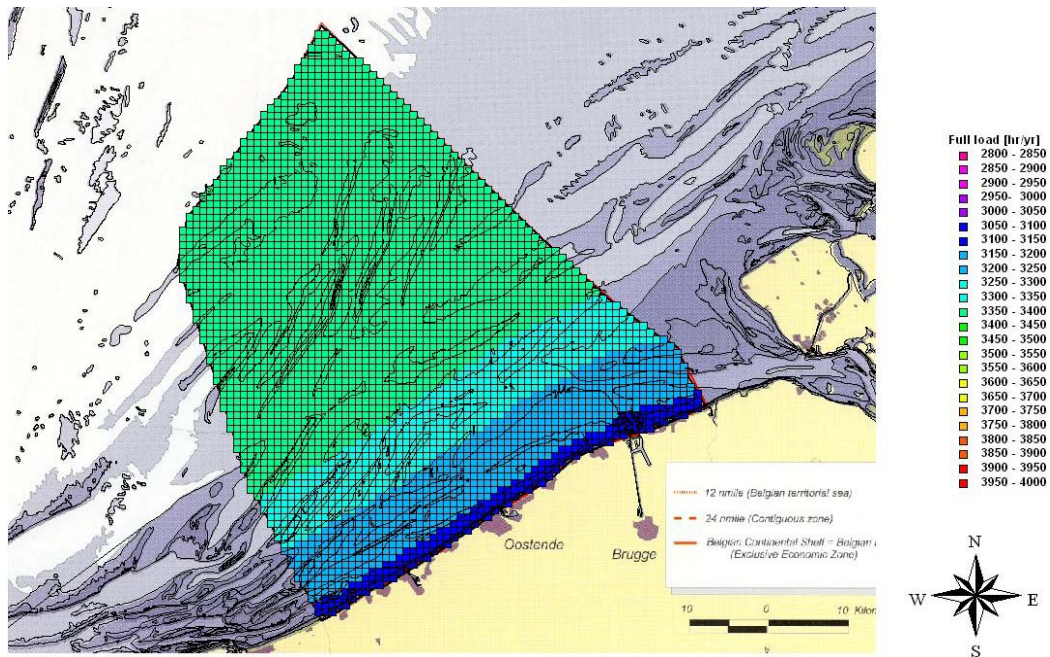 Full load [hr/yr]
2800 - 2850
2850 - 2900
2900 - 2950
2950- 3000
3000 - 3050
3050 - 3100
3100 - 3150
3150 - 3200
3200 - 3250
3250 - 3300
3300 - 3350
3350 - 3400
3400 - 3450
3450 - 3500
3500 - 3550
3550 - 3600
3600 - 3650
3650 - 3700
3700 - 3750
3750 - 3800
3800 - 3850
3850 - 3900
3900 - 3950
3950 - 4000
12 nmile (Belgian territorial sea)
24 nmile (Contiguous zone)
Belgian Continental Shelf = Belgian
(Exclusive Economic Zone)
Oostende
Brugge
10 0 10 Kilom
N
W E
S